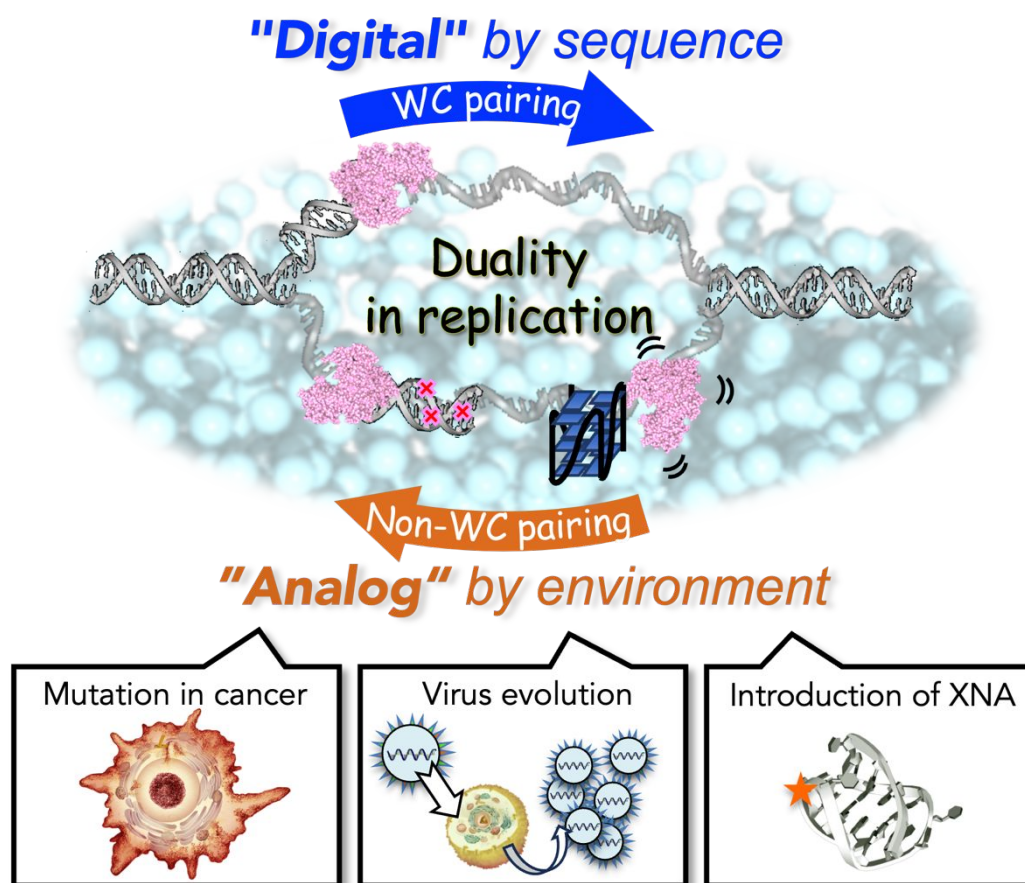 "Digital" by sequence
WC pairing
Duality
in replication
Non-WC pairing
"Analog" by environment
Mutation in cancer
Virus evolution
Introduction of XNA